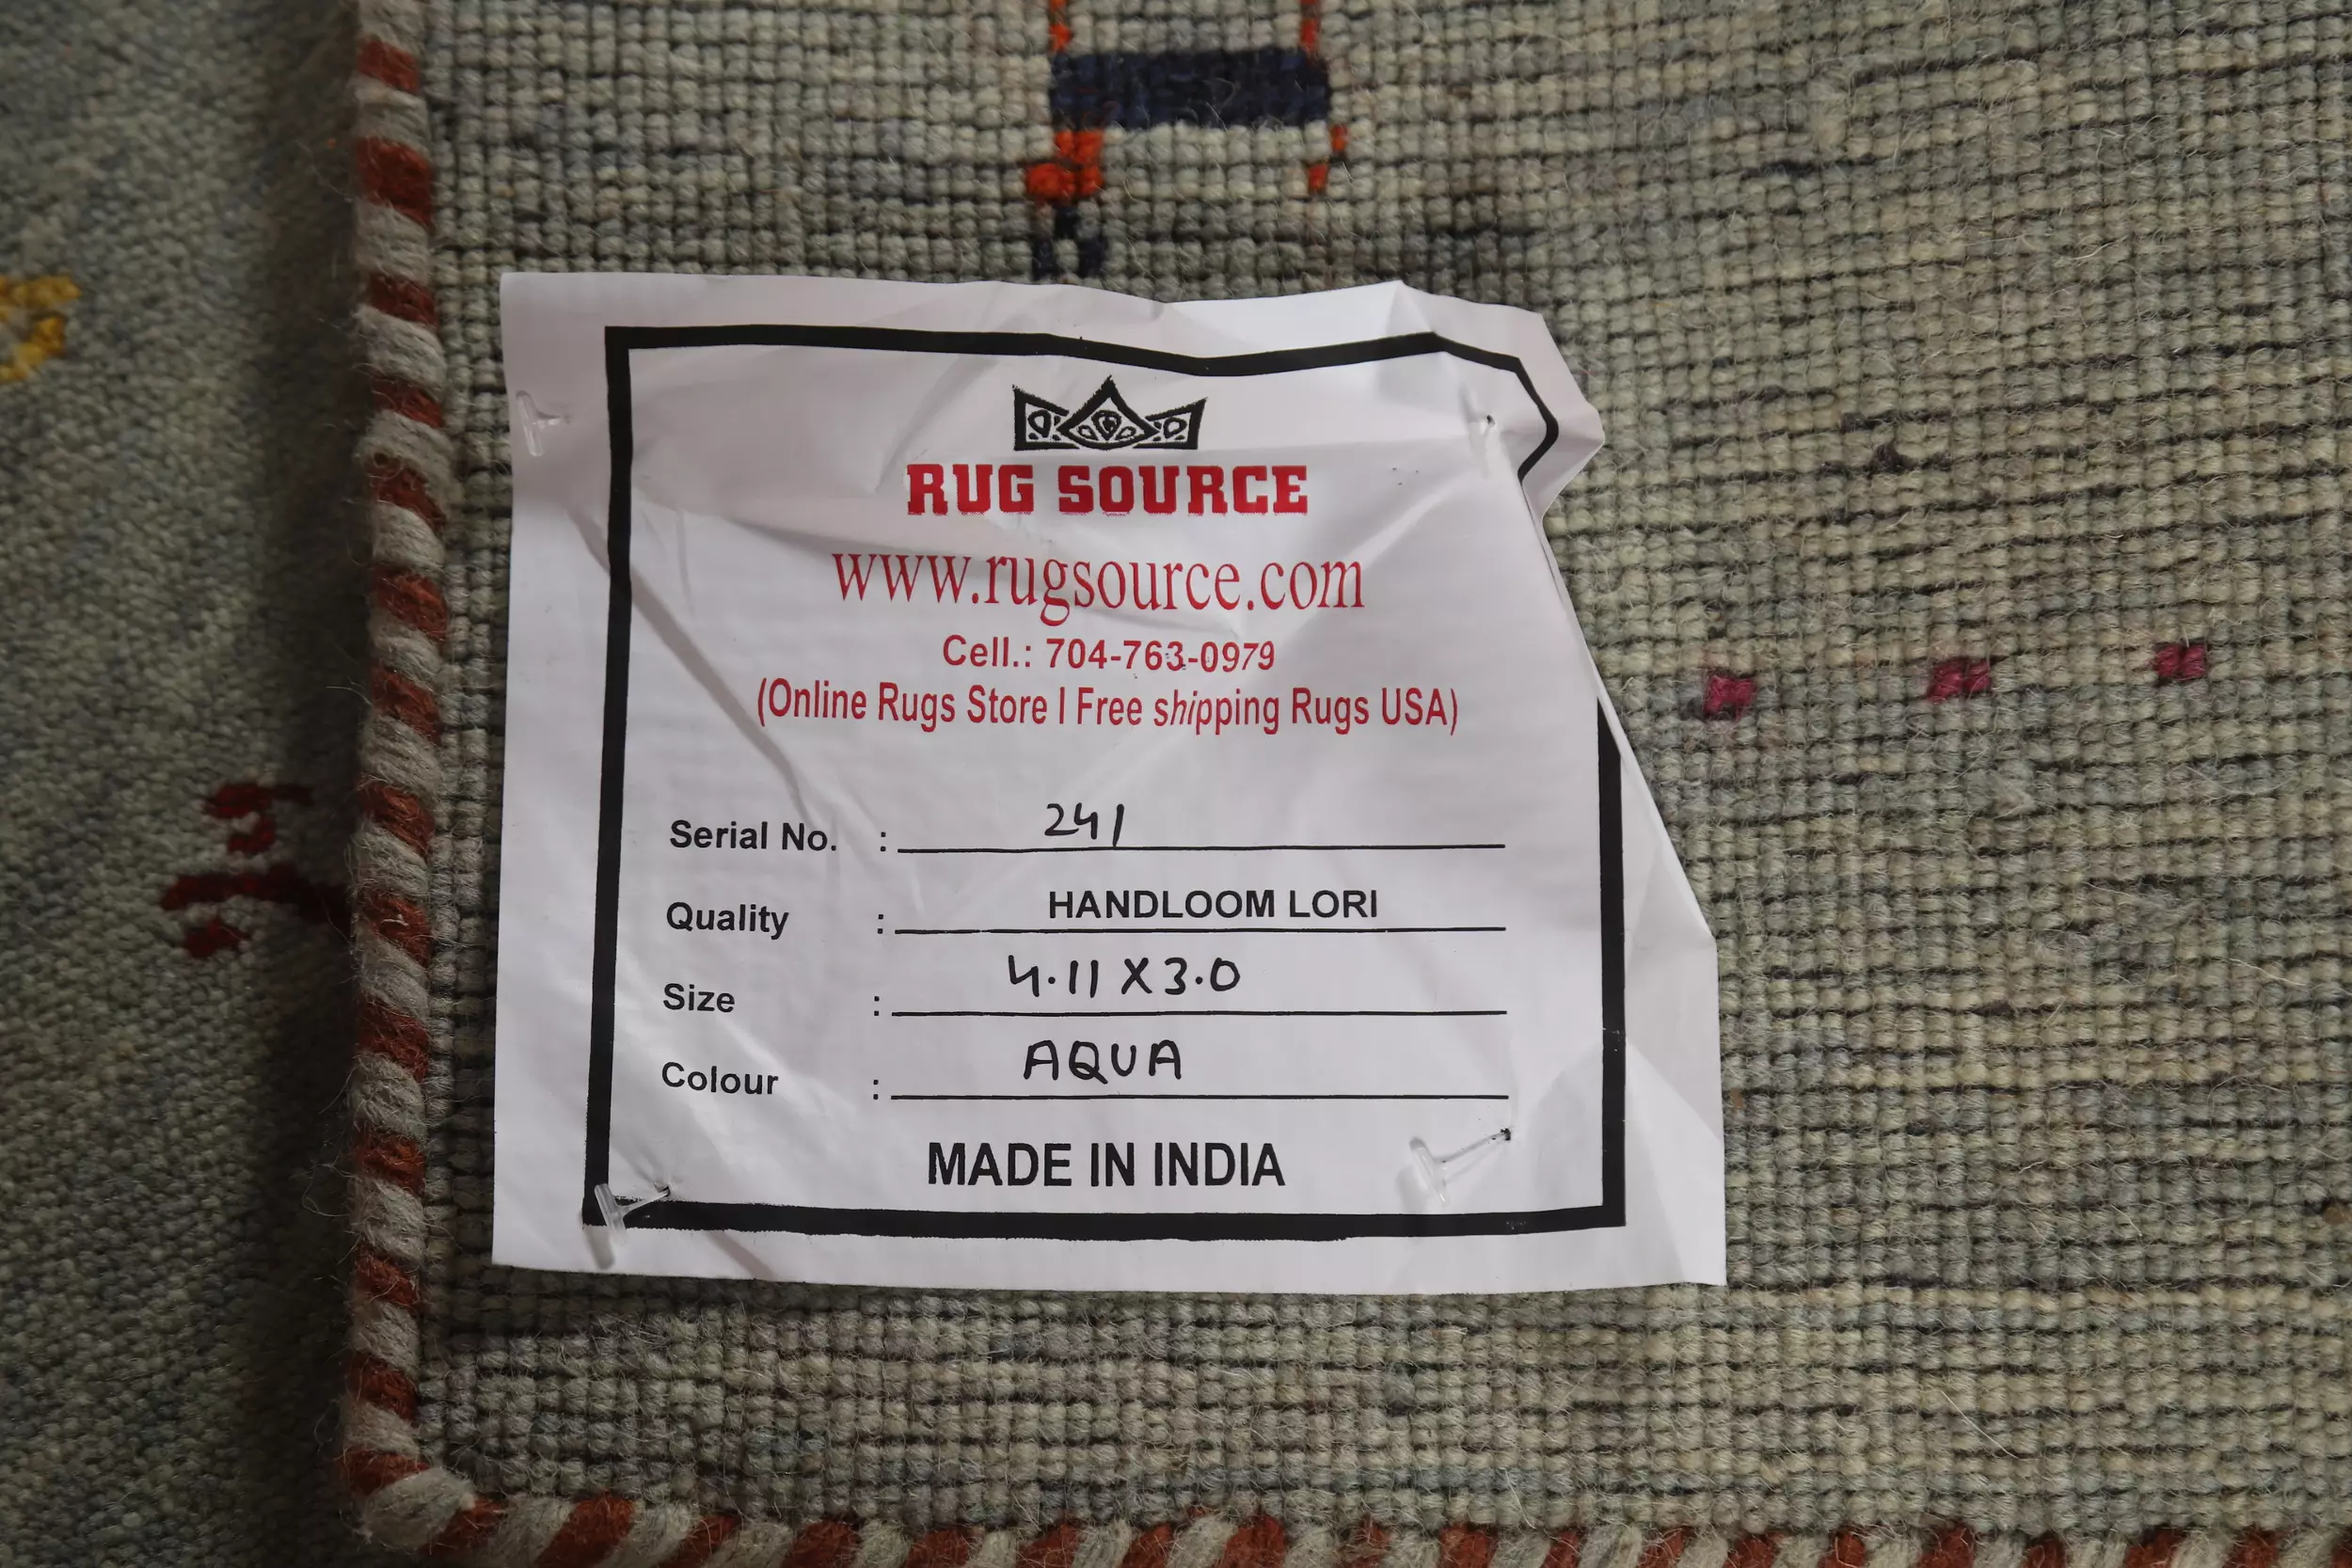 RUG SOURCE
www.rugsource.com
Cell.: 704-763-0979
(Online Rugs Store I Free shipping Rugs USA)
Serial No. : 241
Quality : HANDLOOM LORI
Size : 4.11 X 3.0
Colour : AQUA
MADE IN INDIA